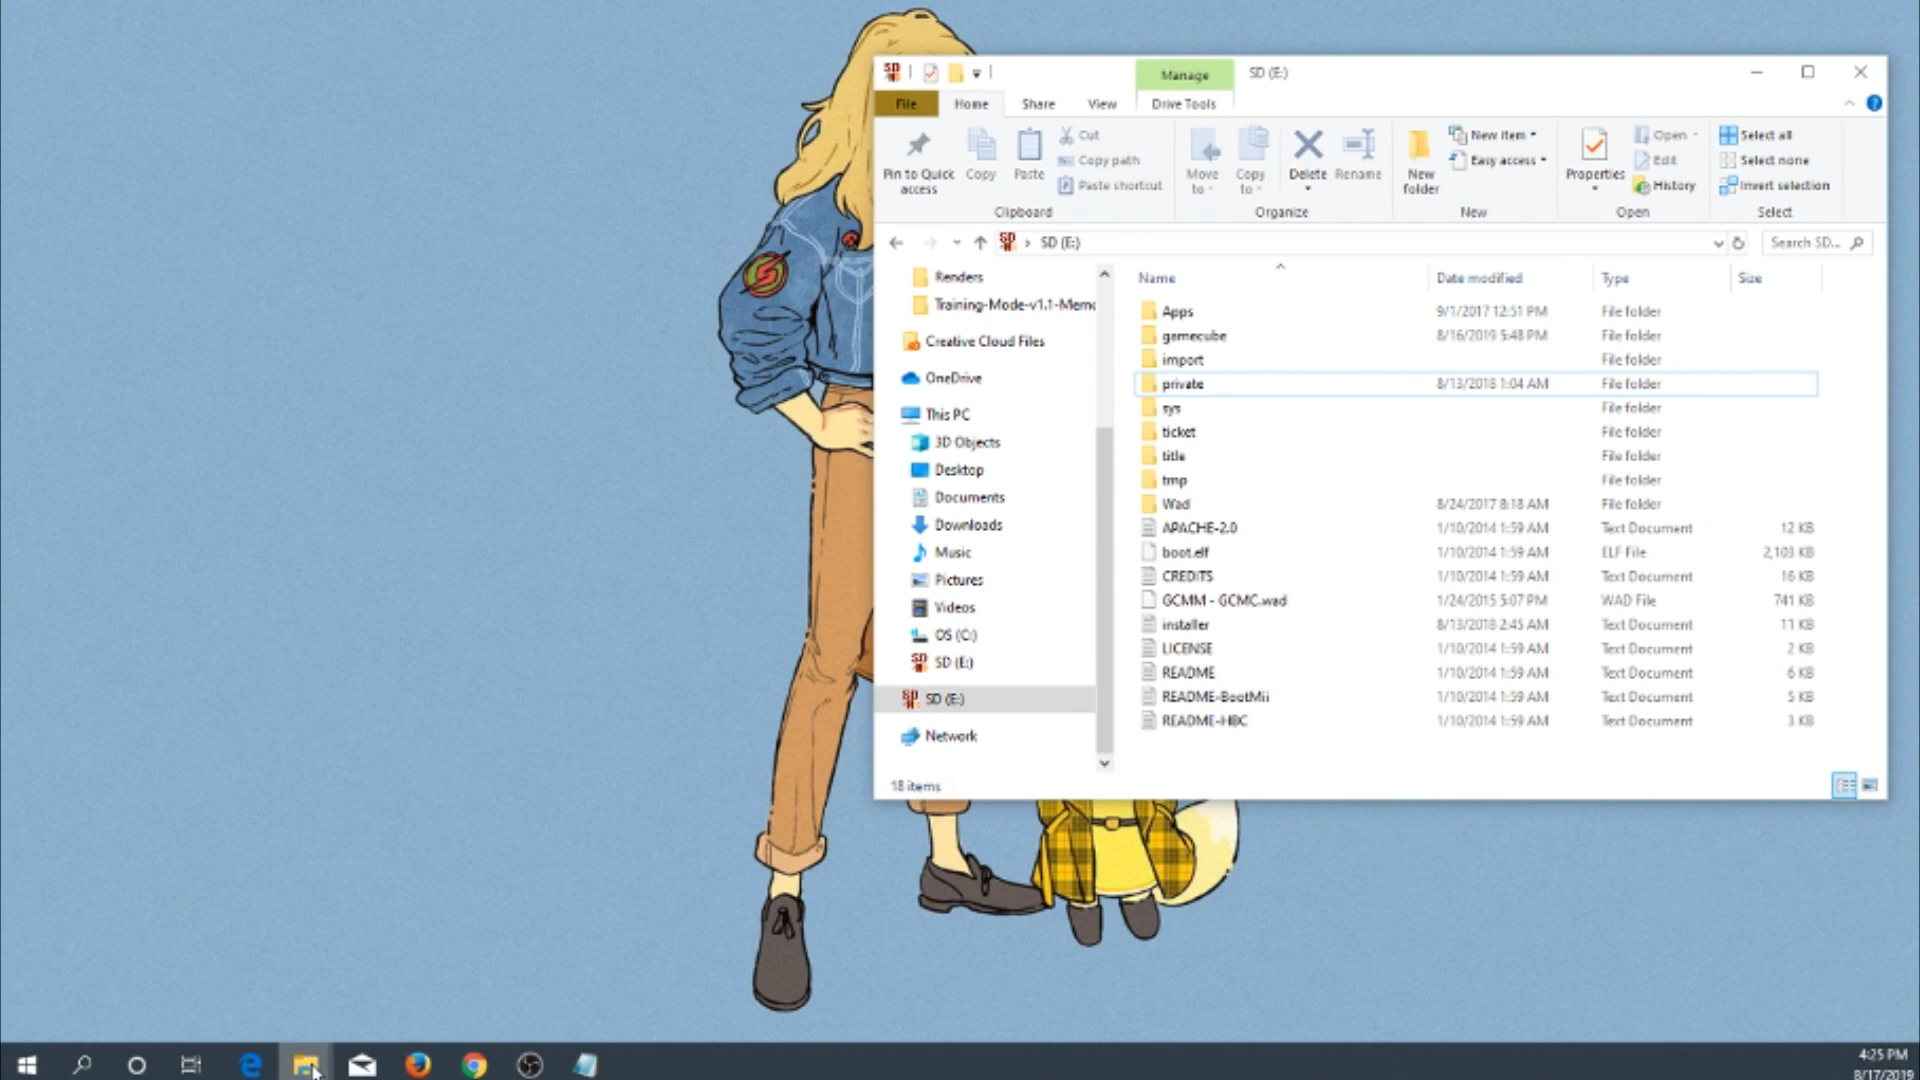 Manage
SD (E:)
File
Home
Share
View
Drive Tools
Pin to Quick access
Copy
Paste
Cut
Copy path
Paste shortcut
Clipboard
Move to
Copy to
Delete
Rename
Organize
New folder
New item
Easy access
New
Properties
Open
Edit
History
Open
Select all
Select none
Invert selection
Select
SD (E:)
Search SD...
Renders
Training-Mode-v1.1-Memo
Creative Cloud Files
OneDrive
This PC
3D Objects
Desktop
Documents
Downloads
Music
Pictures
Videos
OS (C:)
SD (E:)
SD (E:)
Network
Name Date modified Type Size
Apps 9/1/2017 12:51 PM File folder
gamecube 8/16/2019 5:48 PM File folder
import File folder
private 8/13/2018 1:04 AM File folder
sys File folder
ticket File folder
title File folder
tmp File folder
Wad 8/24/2017 8:18 AM File folder
APACHE-2.0 1/10/2014 1:59 AM Text Document 12 KB
boot.elf 1/10/2014 1:59 AM ELF File 2,103 KB
CREDITS 1/10/2014 1:59 AM Text Document 16 KB
GCMM - GCMC.wad 1/24/2015 5:07 PM WAD File 741 KB
installer 8/13/2018 2:45 AM Text Document 11 KB
LICENSE 1/10/2014 1:59 AM Text Document 2 KB
README 1/10/2014 1:59 AM Text Document 6 KB
README-BootMii 1/10/2014 1:59 AM Text Document 5 KB
README-HBC 1/10/2014 1:59 AM Text Document 3 KB
18 items
4:25 PM
8/17/2019